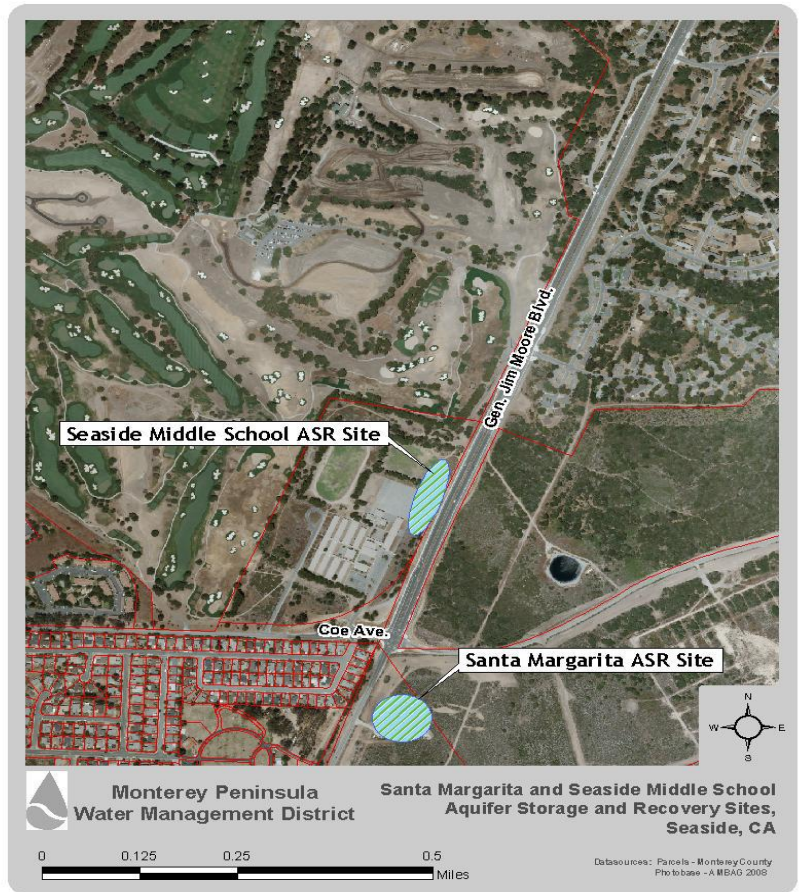 Gen. Jim Moore Blvd.
Seaside Middle School ASR Site
Coe Ave.
Santa Margarita ASR Site
N
W E
S
Monterey Peninsula
Water Management District
Santa Margarita and Seaside Middle School
Aquifer Storage and Recovery Sites,
Seaside, CA
0 0.125 0.25 0.5
Miles
Datasources: Parcels - Monterey County
Photobase - AMBAG 2008